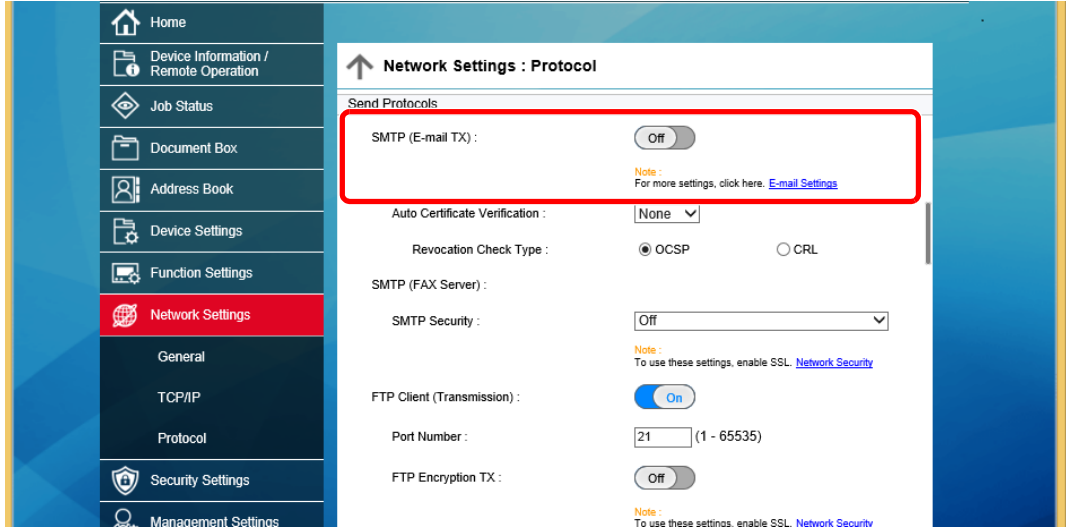 Home
Device Information /
Remote Operation
Job Status
Document Box
Address Book
Device Settings
Function Settings
Network Settings
General
TCP/IP
Protocol
Security Settings
Management Settings
Network Settings : Protocol
Send Protocols
SMTP (E-mail TX) :
Off
Note :
For more settings, click here. E-mail Settings
Auto Certificate Verification :
None
Revocation Check Type :
OCSP
CRL
SMTP (FAX Server) :
SMTP Security :
Off
Note :
To use these settings, enable SSL. Network Security
FTP Client (Transmission) :
On
Port Number :
21 (1 - 65535)
FTP Encryption TX :
Off
Note :
To use these settings, enable SSL. Network Security